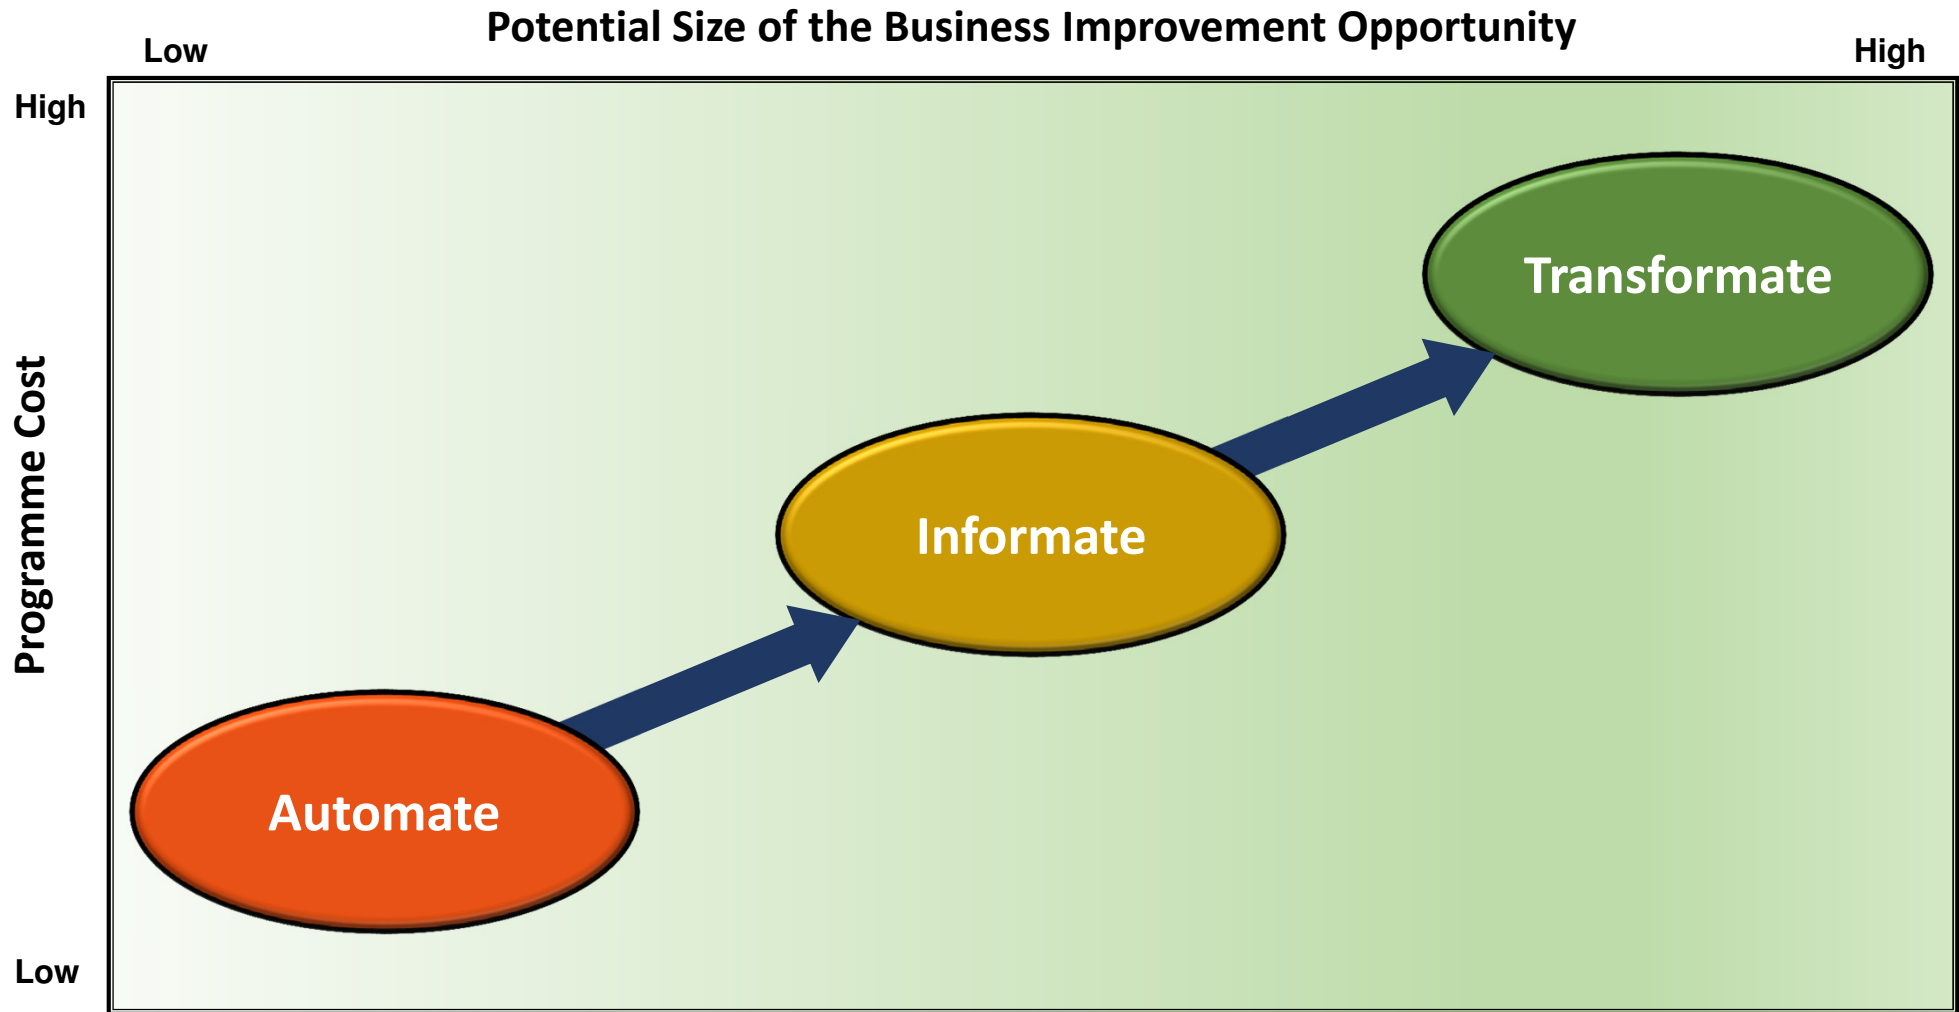 Potential Size of the Business Improvement Opportunity
Low
High
High
Programme Cost
Low
Transformate
Informate
Automate